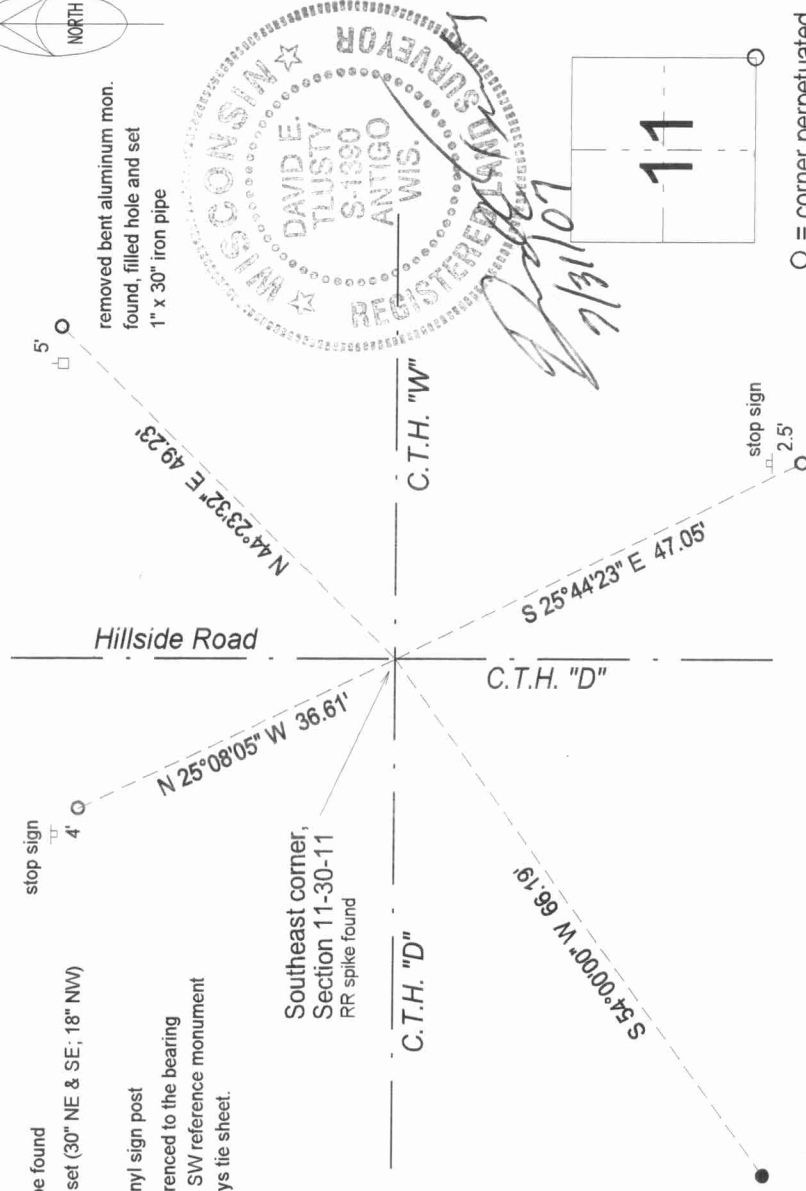 NORTH
removed bent aluminum mon.
found, filled hole and set
1" x 30" iron pipe
5'
N 44°23'32" E 49.23'
Hillside Road
stop sign
4'
N 25°08'05" W 36.61'
be found
set (30" NE & SE; 18" NW)
nyl sign post
renced to the bearing
SW reference monument
ys tie sheet.
Southeast corner,
Section 11-30-11
RR spike found
C.T.H. "D"
C.T.H. "W"
C.T.H. "D"
S 25°44'23" E 47.05'
stop sign
2.5'
S 54°00'00" W 66.19'
WISCONSIN
REGISTERED LAND SURVEYOR
DAVID E.
TLUSTY
S-1390
ANTIGO
WIS.
7/31/07
11
O = corner perpetuated